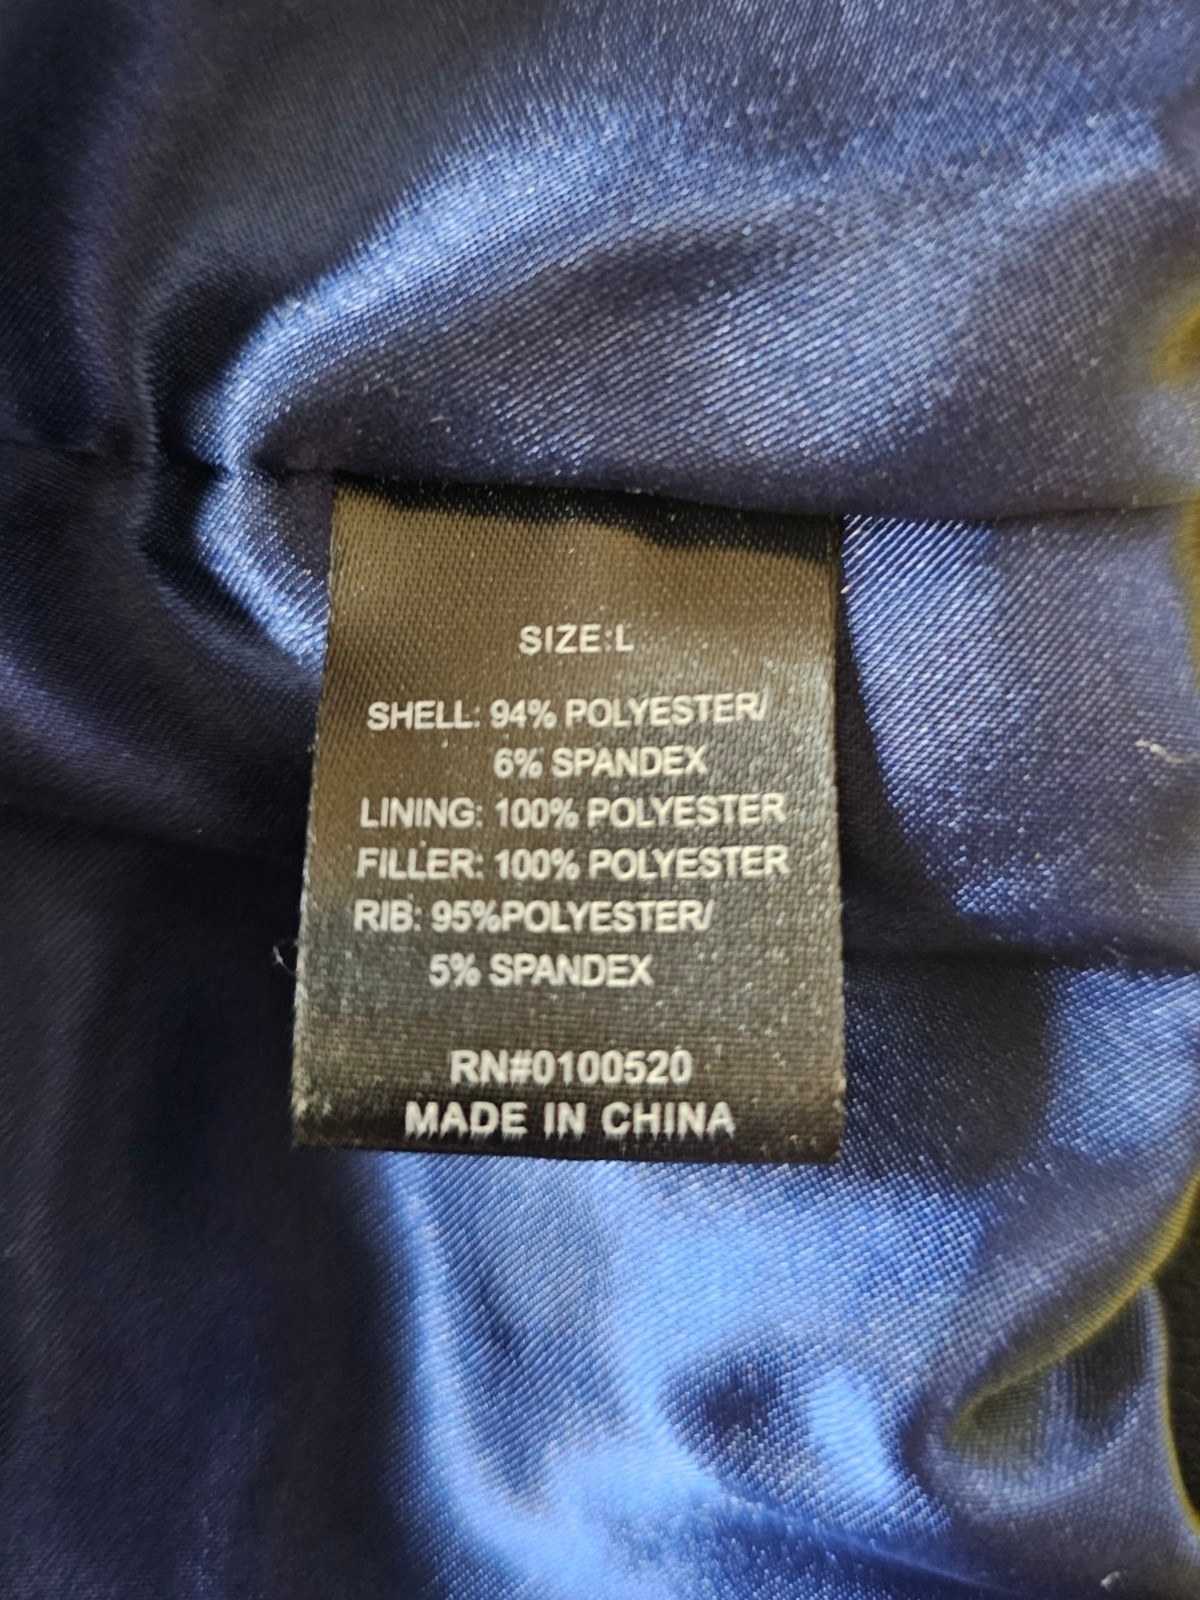 SIZE:L
SHELL: 94% POLYESTER/
6% SPANDEX
LINING: 100% POLYESTER
FILLER: 100% POLYESTER
RIB: 95%POLYESTER/
5% SPANDEX
RN#0100520
MADE IN CHINA